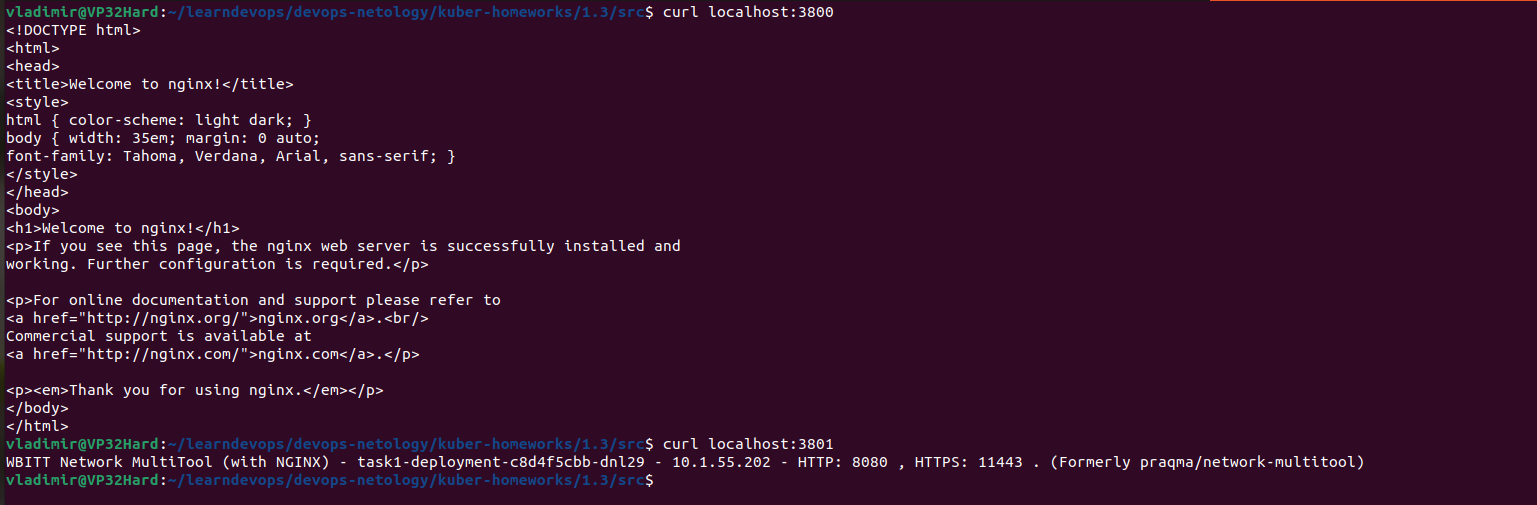 vladimir@VP32Hard:~/learndevops/devops-netology/kuber-homeworks/1.3/src$ curl localhost:3800
<!DOCTYPE html>
<html>
<head>
<title>Welcome to nginx!</title>
<style>
html { color-scheme: light dark; }
body { width: 35em; margin: 0 auto;
font-family: Tahoma, Verdana, Arial, sans-serif; }
</style>
</head>
<body>
<h1>Welcome to nginx!</h1>
<p>If you see this page, the nginx web server is successfully installed and
working. Further configuration is required.</p>

<p>For online documentation and support please refer to
<a href="http://nginx.org/">nginx.org</a>.<br/>
Commercial support is available at
<a href="http://nginx.com/">nginx.com</a>.</p>

<p><em>Thank you for using nginx.</em></p>
</body>
</html>
vladimir@VP32Hard:~/learndevops/devops-netology/kuber-homeworks/1.3/src$ curl localhost:3801
WBITT Network MultiTool (with NGINX) - task1-deployment-c8d4f5cbb-dnl29 - 10.1.55.202 - HTTP: 8080 , HTTPS: 11443 . (Formerly praqma/network-multitool)
vladimir@VP32Hard:~/learndevops/devops-netology/kuber-homeworks/1.3/src$